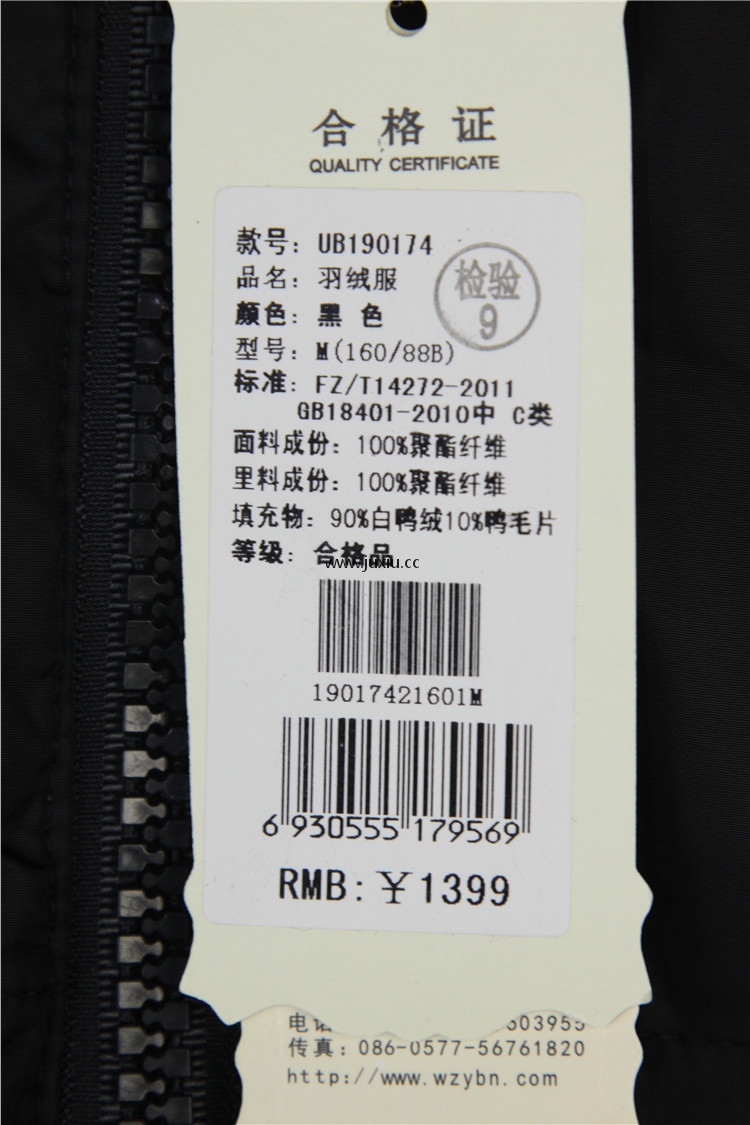 合格证
QUALITY CERTIFICATE
款号：UB190174
品名：羽绒服
检验
9
颜色：黑 色
型号：M(160/88B)
标准：FZ/T14272-2011
GB18401-2010中 C类
面料成份：100%聚酯纤维
里料成份：100%聚酯纤维
填充物：90%白鸭绒10%鸭毛片
等级：合格品
www.juxiu.cc
19017421601M
6 930555 179569
RMB:￥1399
传真：086-0577-56761820
http://www.wzybn.com